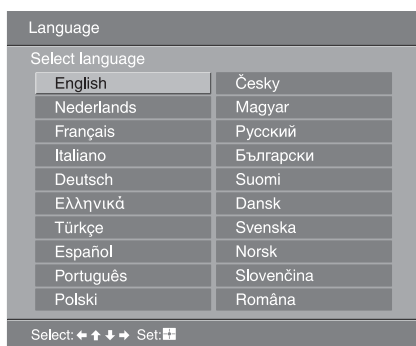 Language
Select language
English Česky
Nederlands Magyar
Français Русский
Italiano Български
Deutsch Suomi
Ελληνικά Dansk
Türkçe Svenska
Español Norsk
Português Slovenčina
Polski Româna
Select: ← ↑ ↓ → Set: